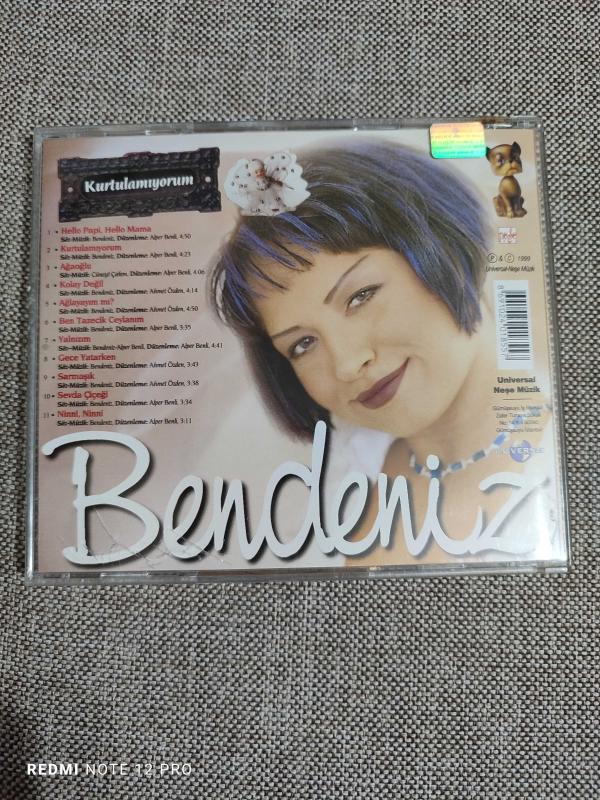 Kurtulamıyorum
1 • Hello Papi, Hello Mama
Söz-Müzik: Bendeniz, Düzenleme: Alper Benli, 4:50
2 • Kurtulamıyorum
Söz-Müzik: Bendeniz, Düzenleme: Alper Benli, 4:23
3 • Ağaoğlu
Söz-Müzik: Cüneyt Çarkcı, Düzenleme: Alper Benli, 4:06
4 • Kolay Değil
Söz-Müzik: Bendeniz, Düzenleme: Ahmet Özden, 4:14
5 • Ağlayayım mı?
Söz-Müzik: Bendeniz, Düzenleme: Ahmet Özden, 4:50
6 • Ben Tazecik Ceylanım
Söz-Müzik: Bendeniz, Düzenleme: Alper Benli, 3:35
7 • Yalnızım
Söz-Müzik: Bendeniz-Alper Benli, Düzenleme: Alper Benli, 4:41
8 • Gece Yatarken
Söz-Müzik: Bendeniz, Düzenleme: Ahmet Özden, 3:43
9 • Sarmaşık
Söz-Müzik: Bendeniz, Düzenleme: Ahmet Özden, 3:38
10 • Sevda Çiçeği
Söz-Müzik: Bendeniz, Düzenleme: Alper Benli, 3:34
11 • Ninni, Ninni
Söz-Müzik: Bendeniz, Düzenleme: Alper Benli, 3:11
Bendeniz
℗ & © 1999
Universal-Neşe Müzik
Universal
Neşe Müzik
REDMI NOTE 12 PRO